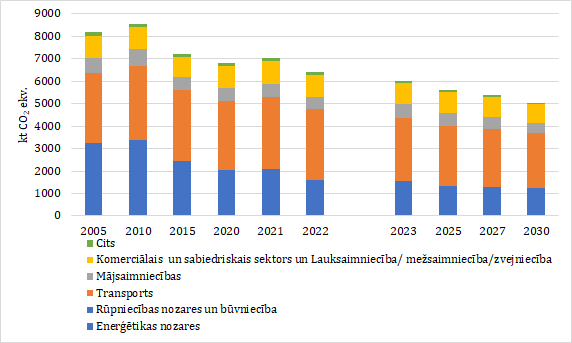 9000
8000
7000
6000
5000
4000
3000
2000
1000
0
kt CO₂ ekv.
2005 2010 2015 2020 2021 2022 2023 2025 2027 2030
Cits
Komerciālais un sabiedriskais sektors un Lauksaimniecība/ mežsaimniecība/zvejniecība
Mājsaimniecības
Transports
Rūpniecības nozares un būvniecība
Enerģētikas nozares